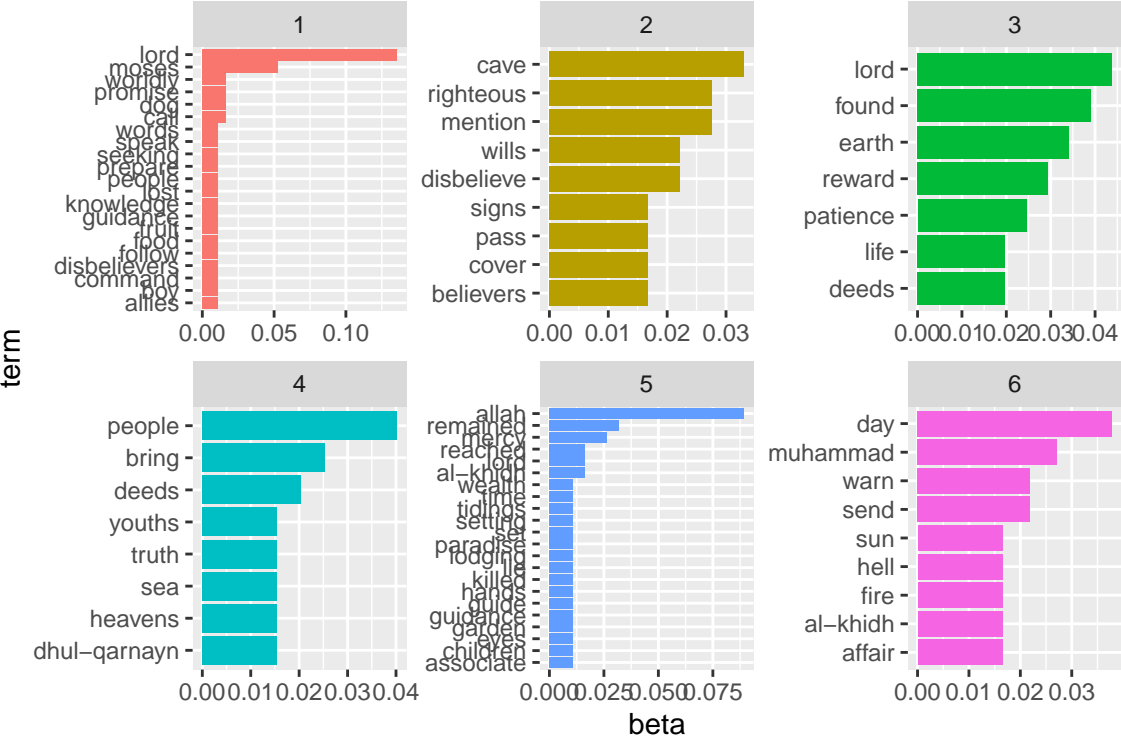 1
lord
moses
worldly
promise
dog
call
words
speak
seeking
prepare
people
lost
knowledge
guidance
fruit
food
follow
disbelievers
command
boy
allies
0.00 0.05 0.10
2
cave
righteous
mention
wills
disbelieve
signs
pass
cover
believers
0.00 0.01 0.02 0.03
3
lord
found
earth
reward
patience
life
deeds
0.00 0.01 0.02 0.03 0.04
term
4
people
bring
deeds
youths
truth
sea
heavens
dhul−qarnayn
0.00 0.01 0.02 0.03 0.04
5
allah
remained
mercy
reached
lord
al−khidh
wealth
time
tidings
setting
set
paradise
lodging
lie
killed
hands
guide
guidance
garden
eyes
children
associate
0.000 0.025 0.050 0.075
6
day
muhammad
warn
send
sun
hell
fire
al−khidh
affair
0.00 0.01 0.02 0.03
beta